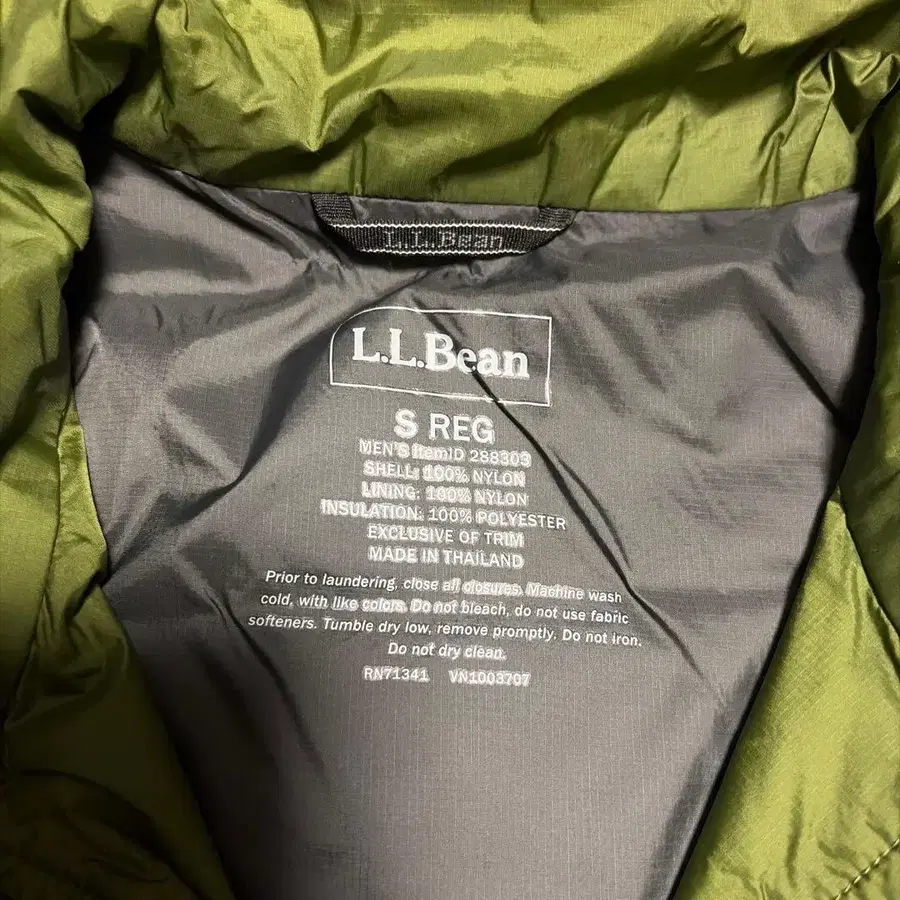 L.L.Bean
L.L.Bean
S REG
MEN'S ItemID 288303
SHELL: 100% NYLON
LINING: 100% NYLON
INSULATION: 100% POLYESTER
EXCLUSIVE OF TRIM
MADE IN THAILAND
Prior to laundering, close all closures. Machine wash
cold, with like colors. Do not bleach, do not use fabric
softeners. Tumble dry low, remove promptly. Do not iron.
Do not dry clean.
RN71341 VN1003707